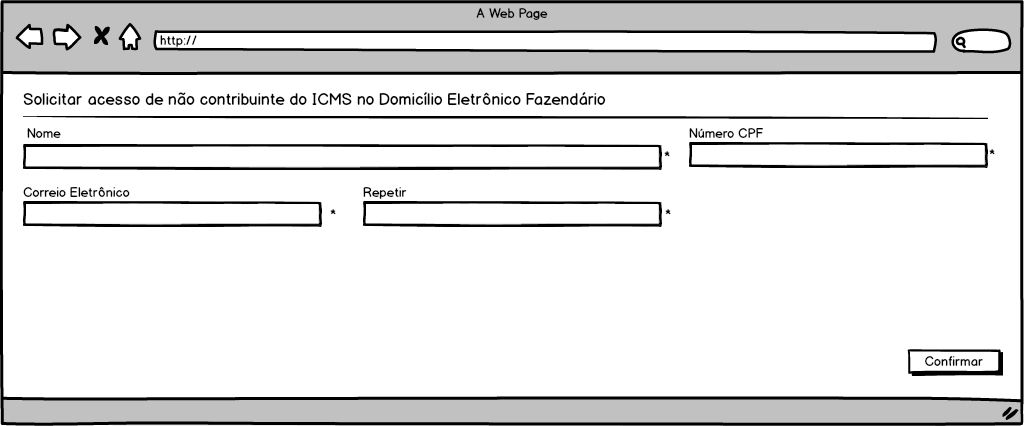 A Web Page
http://
Solicitar acesso de não contribuinte do ICMS no Domicílio Eletrônico Fazendário
Nome
Número CPF
*
*
Correio Eletrônico
Repetir
*
*
Confirmar